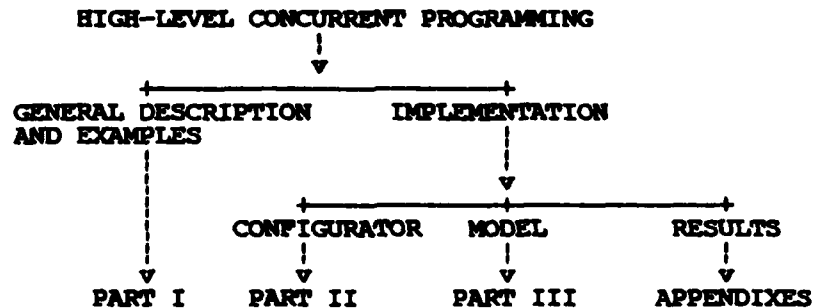 HIGH-LEVEL CONCURRENT PROGRAMMING
GENERAL DESCRIPTION IMPLEMENTATION
AND EXAMPLES
CONFIGURATOR MODEL RESULTS
PART I PART II PART III APPENDIXES